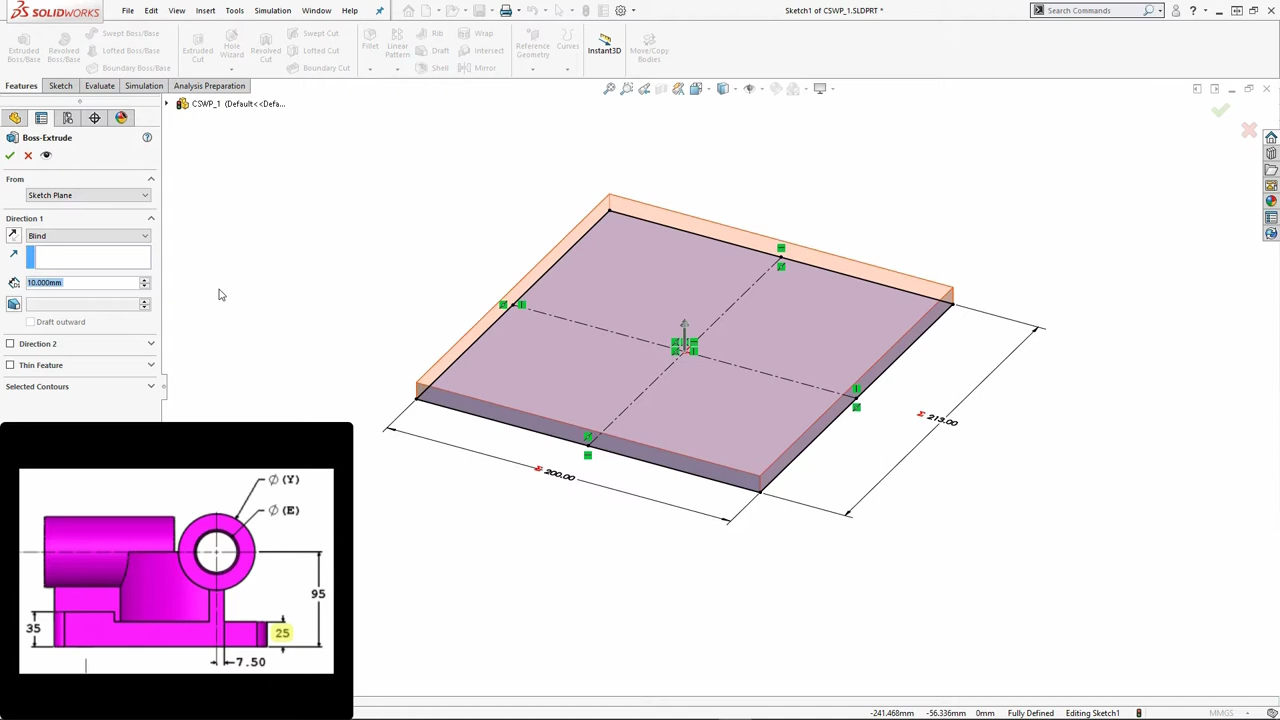 SOLIDWORKS File Edit View Insert Tools Simulation Window Help Sketch1 of CSWP_1.SLDPRT * Search Commands
Extruded Boss/Base Revolved Boss/Base Swept Boss/Base Lofted Boss/Base Boundary Boss/Base Extruded Cut Hole Wizard Revolved Cut Swept Cut Lofted Cut Boundary Cut Fillet Linear Pattern Rib Draft Shell Wrap Intersect Mirror Reference Geometry Curves Instant3D Move/Copy Bodies
Features Sketch Evaluate Simulation Analysis Preparation
CSWP_1 (Default<<Defa...
Boss-Extrude
From
Sketch Plane
Direction 1
Blind
10.000mm
Draft outward
Direction 2
Thin Feature
Selected Contours
Σ 213.00
Σ 200.00
Ø (Y)
Ø (E)
95
35
25
7.50
-241.468mm -56.336mm 0mm Fully Defined Editing Sketch1 MMGS